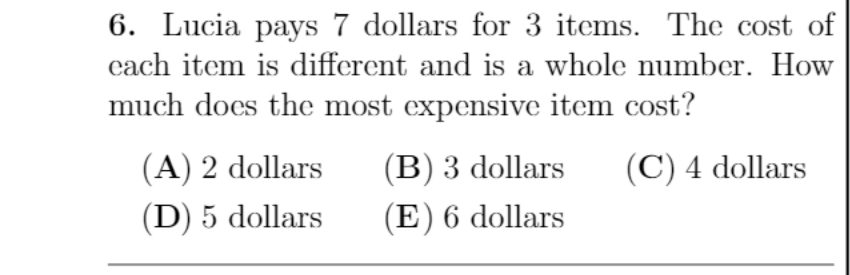 6. Lucia pays 7 dollars for 3 items. The cost of
each item is different and is a whole number. How
much does the most expensive item cost?
(A) 2 dollars (B) 3 dollars (C) 4 dollars
(D) 5 dollars (E) 6 dollars